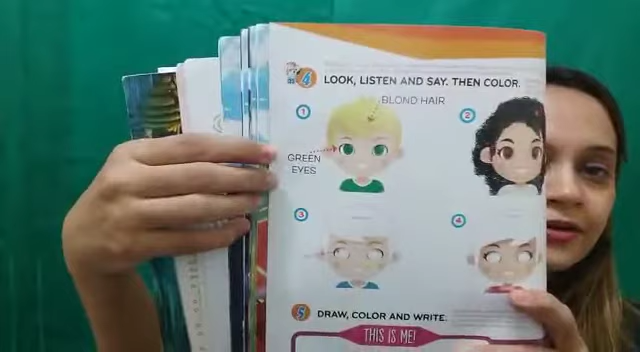 4 LOOK, LISTEN AND SAY. THEN COLOR.
1
BLOND HAIR
2
GREEN
EYES
3
4
5 DRAW, COLOR AND WRITE.
THIS IS ME!